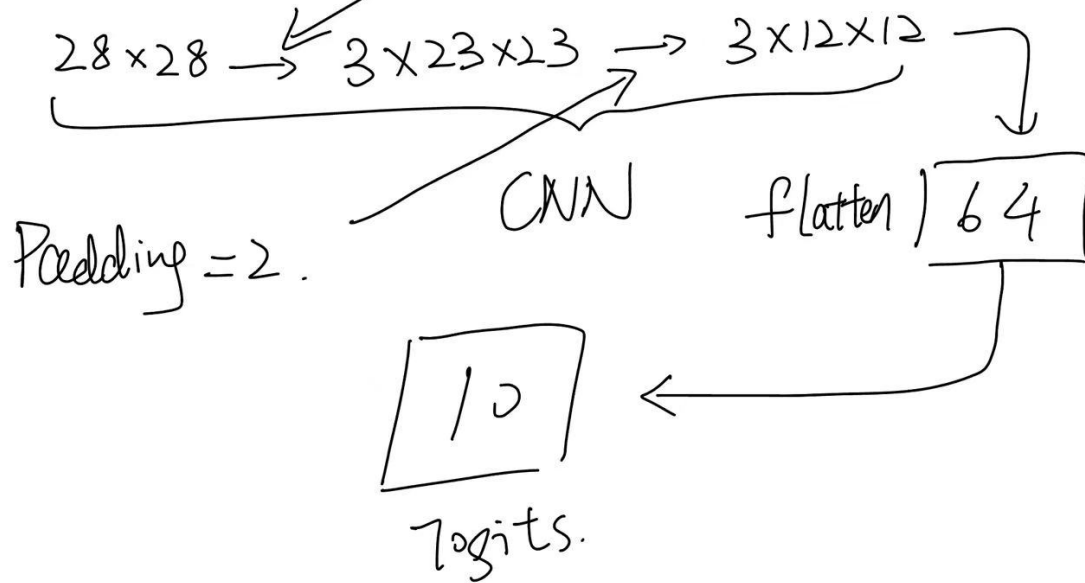 28×28 → 3×23×23 → 3×12×12
CNN
flatten) 64
Padding = 2.
10
logits.